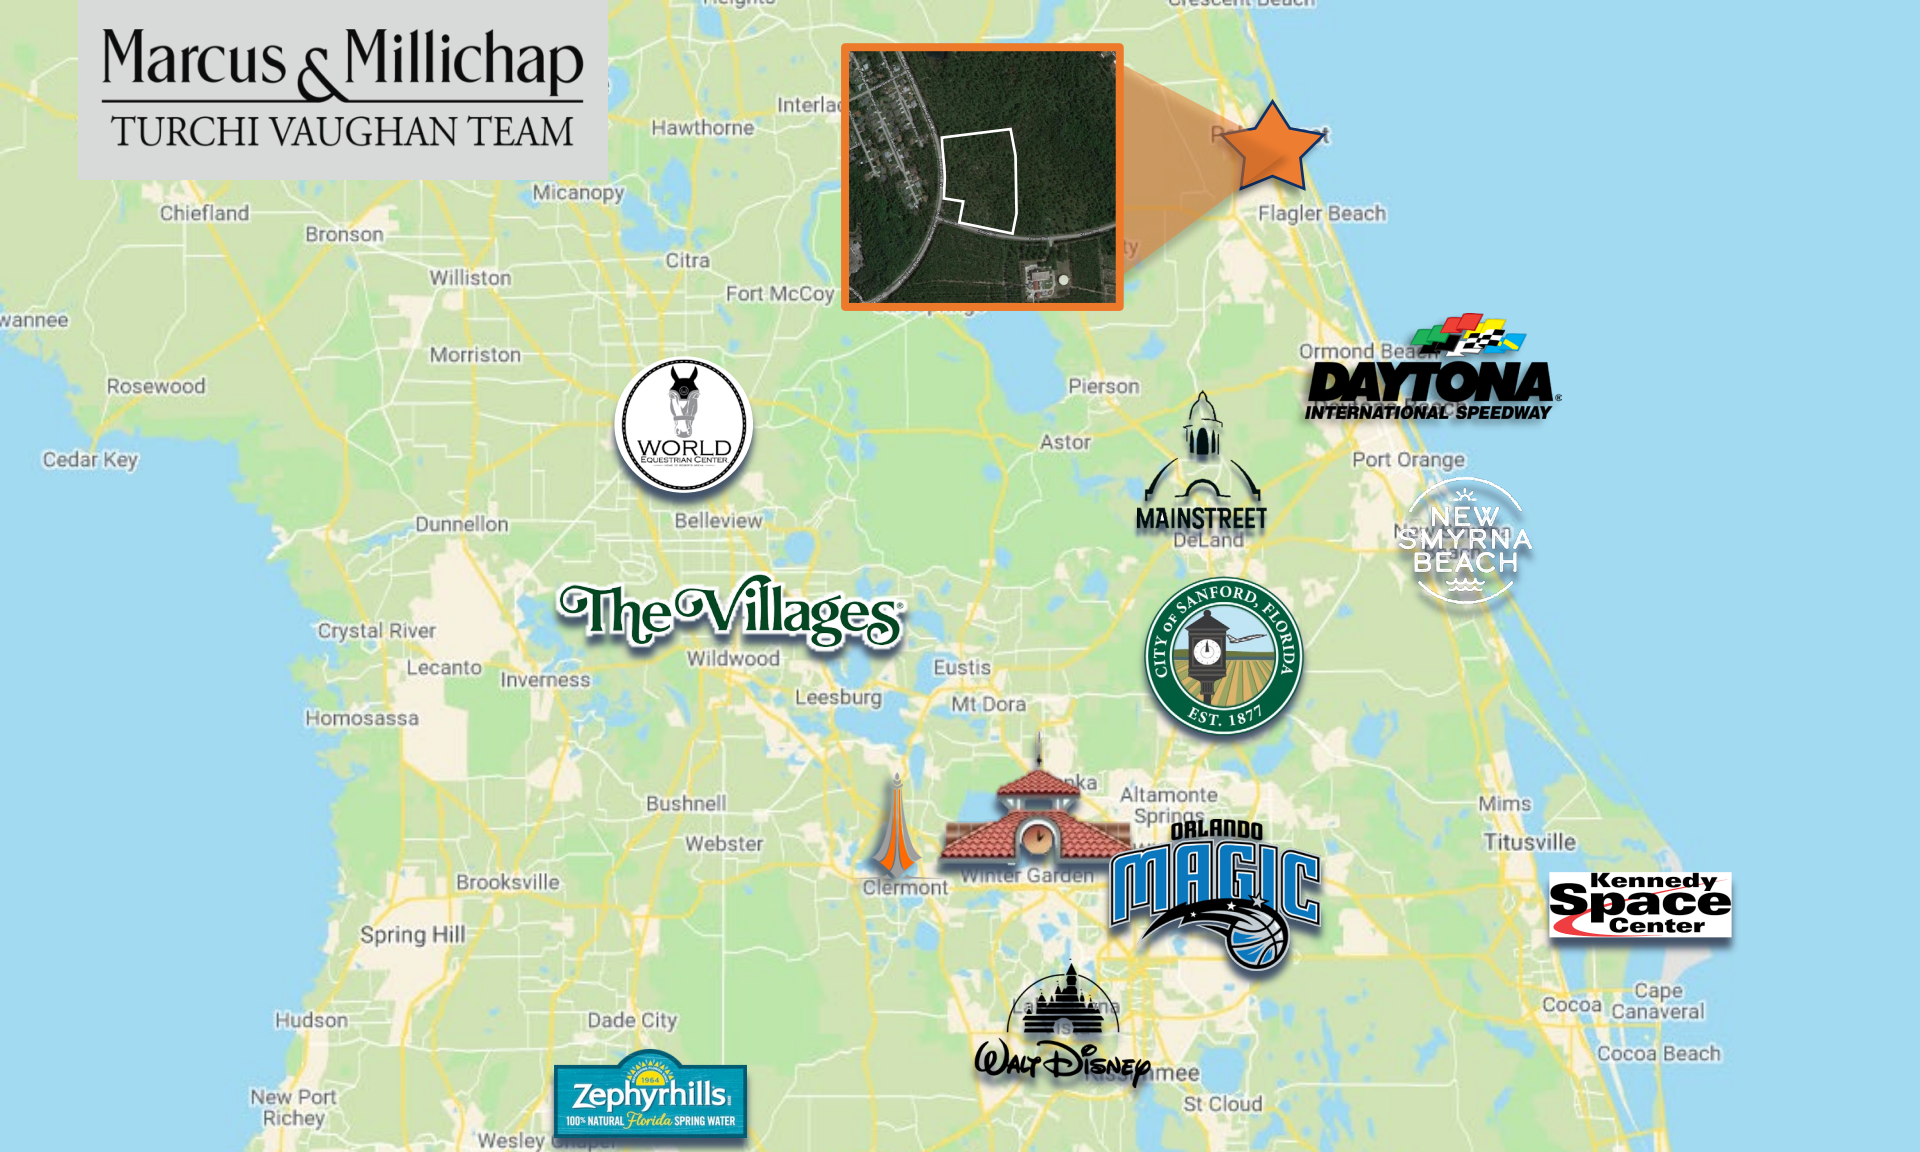 Heights
Crescent Beach
Marcus & Millichap
TURCHI VAUGHAN TEAM
Hawthorne
Micanopy
Chiefland
Bronson
Flagler Beach
Citra
Williston
Fort McCoy
Morriston
Ormond Beach
Rosewood
Pierson
DAYTONA
INTERNATIONAL SPEEDWAY
Astor
WORLD
EQUESTRIAN CENTER
Cedar Key
Port Orange
MAINSTREET
DeLand
NEW
SMYRNA
BEACH
Dunnellon
Belleview
The Villages
CITY OF SANFORD, FLORIDA
EST. 1877
Crystal River
Lecanto
Wildwood
Eustis
Inverness
Leesburg
Mt Dora
Homosassa
Bushnell
Altamonte
Springs
Mims
Webster
ORLANDO
MAGIC
Titusville
Brooksville
Clermont
Winter Garden
Kennedy
Space
Center
Spring Hill
Cape
Canaveral
Cocoa
Hudson
Dade City
Cocoa Beach
WALT DISNEY
New Port
Richey
1964
Zephyrhills
100% NATURAL Florida SPRING WATER
St Cloud
Wesley Chapel